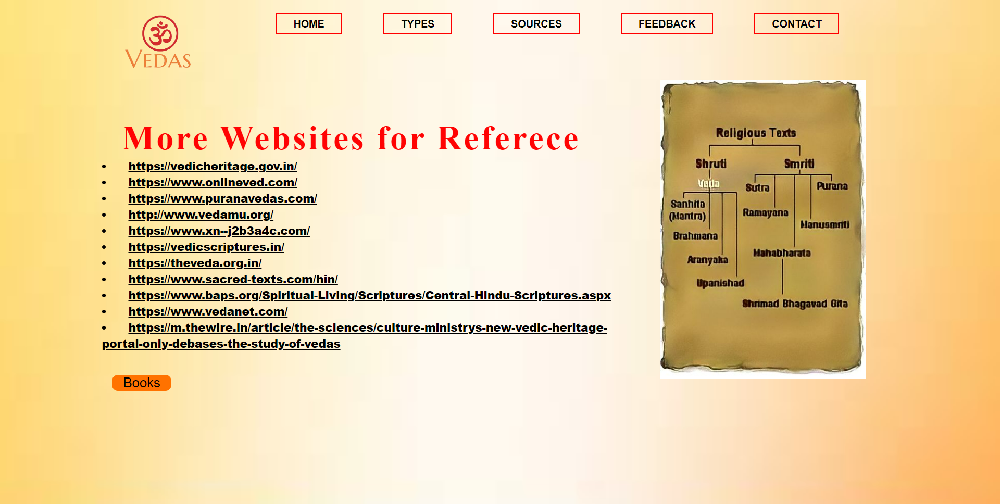 ॐ
VEDAS
HOME
TYPES
SOURCES
FEEDBACK
CONTACT
More Websites for Referece
• https://vedicheritage.gov.in/
• https://www.onlineved.com/
• https://www.puranavedas.com/
• http://www.vedamu.org/
• https://www.xn--j2b3a4c.com/
• https://vedicscriptures.in/
• https://theveda.org.in/
• https://www.sacred-texts.com/hin/
• https://www.baps.org/Spiritual-Living/Scriptures/Central-Hindu-Scriptures.aspx
• https://www.vedanet.com/
• https://m.thewire.in/article/the-sciences/culture-ministrys-new-vedic-heritage-
portal-only-debases-the-study-of-vedas
Books
Religious Texts
Shruti
Smriti
Veda
Sutra
Purana
Sanhita
(Mantra)
Ramayana
Manusmriti
Brahmana
Mahabharata
Aranyaka
Upanishad
Shrimad Bhagavad Gita